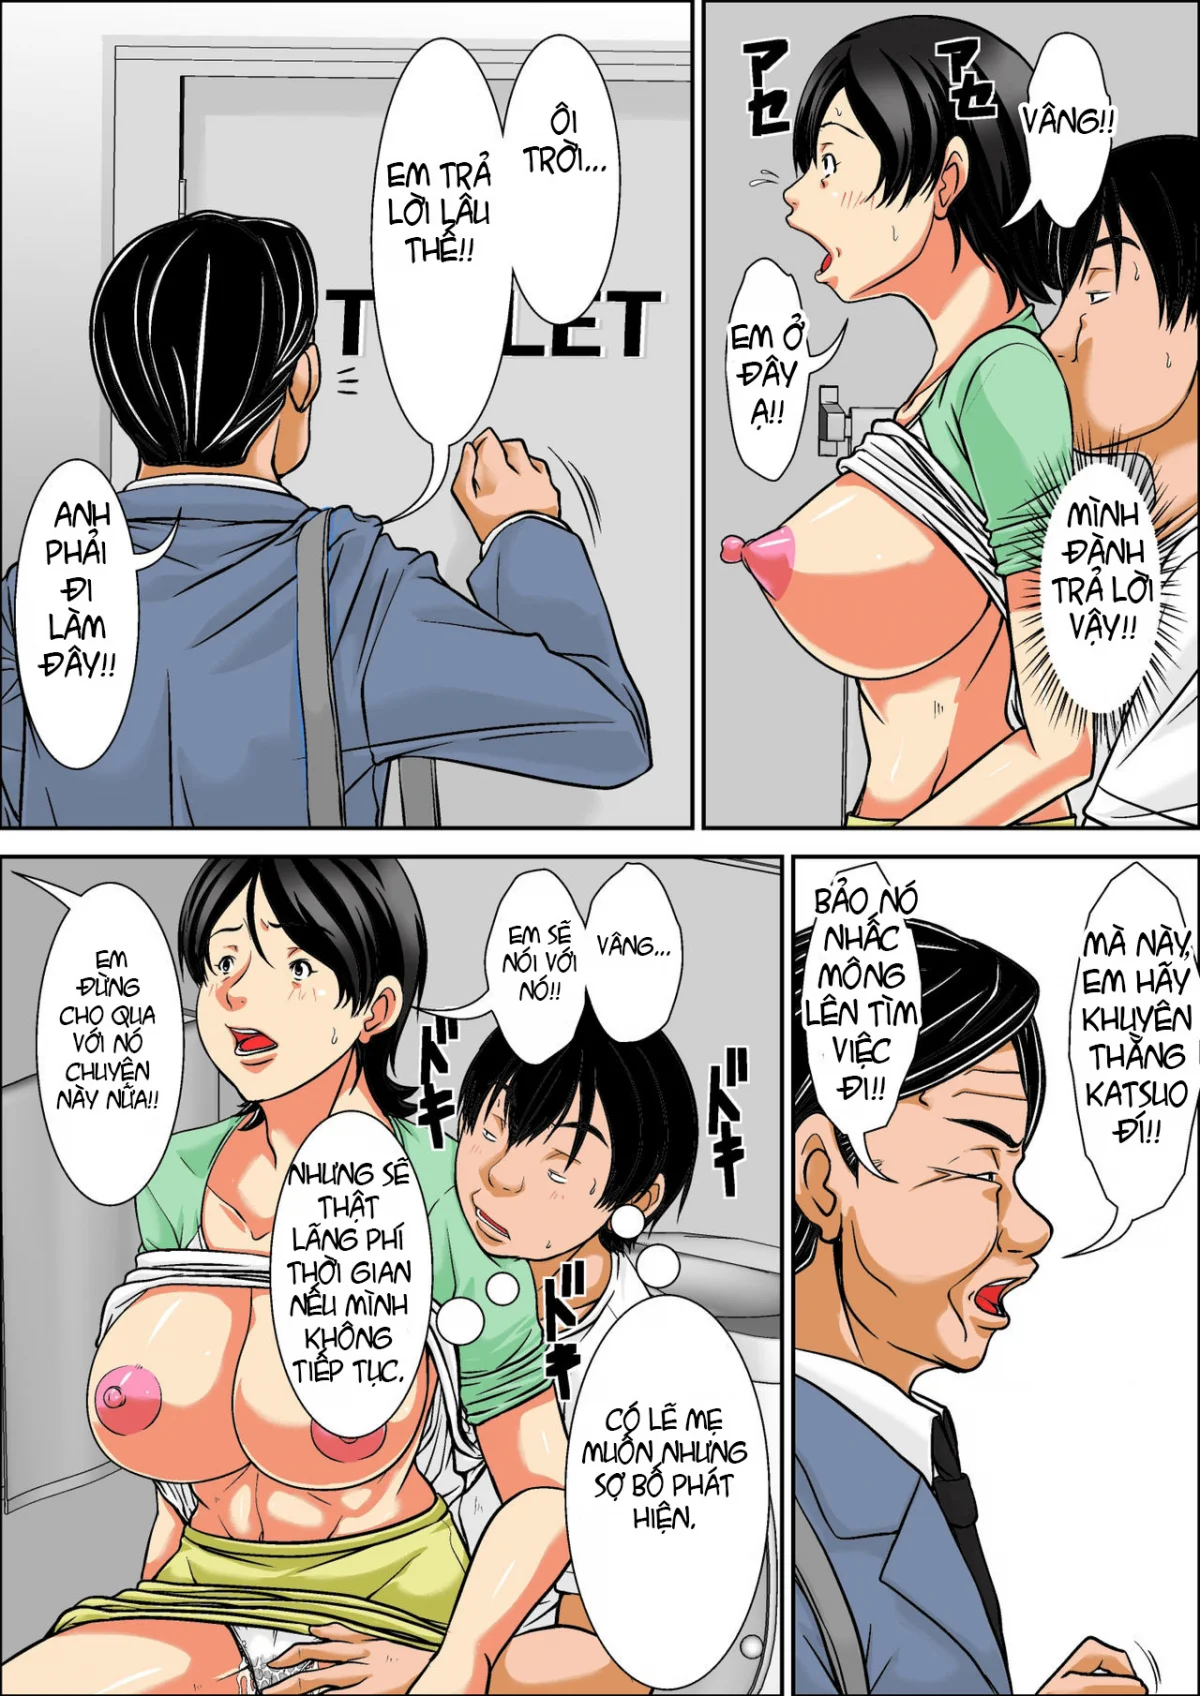 VÂNG!!
アセ
アセ
EM Ở
ĐÂY
Ạ!!
MÌNH
ĐÀNH
TRẢ LỜI
VẬY!!
ÔI
TRỜI...
EM TRẢ
LỜI LÂU
THẾ!!
T LET
ANH
PHẢI
ĐI
LÀM
ĐÂY!!
MÀ NÀY,
EM HÃY
KHUYÊN
THẰNG
KATSUO
ĐI!!
BẢO NÓ
NHẤC
MÔNG
LÊN TÌM
VIỆC
ĐI!!
VÂNG...
EM SẼ
NÓI VỚI
NÓ!!
EM
ĐỪNG
CHO QUA
VỚI NÓ
CHUYỆN
NÀY NỮA!!
ドキ
ドキ
ドキ
NHƯNG SẼ
THẬT
LÃNG PHÍ
THỜI GIAN
NẾU MÌNH
KHÔNG
TIẾP TỤC.
CÓ LẼ MẸ
MUỐN NHƯNG
SỢ BỐ PHÁT
HIỆN.